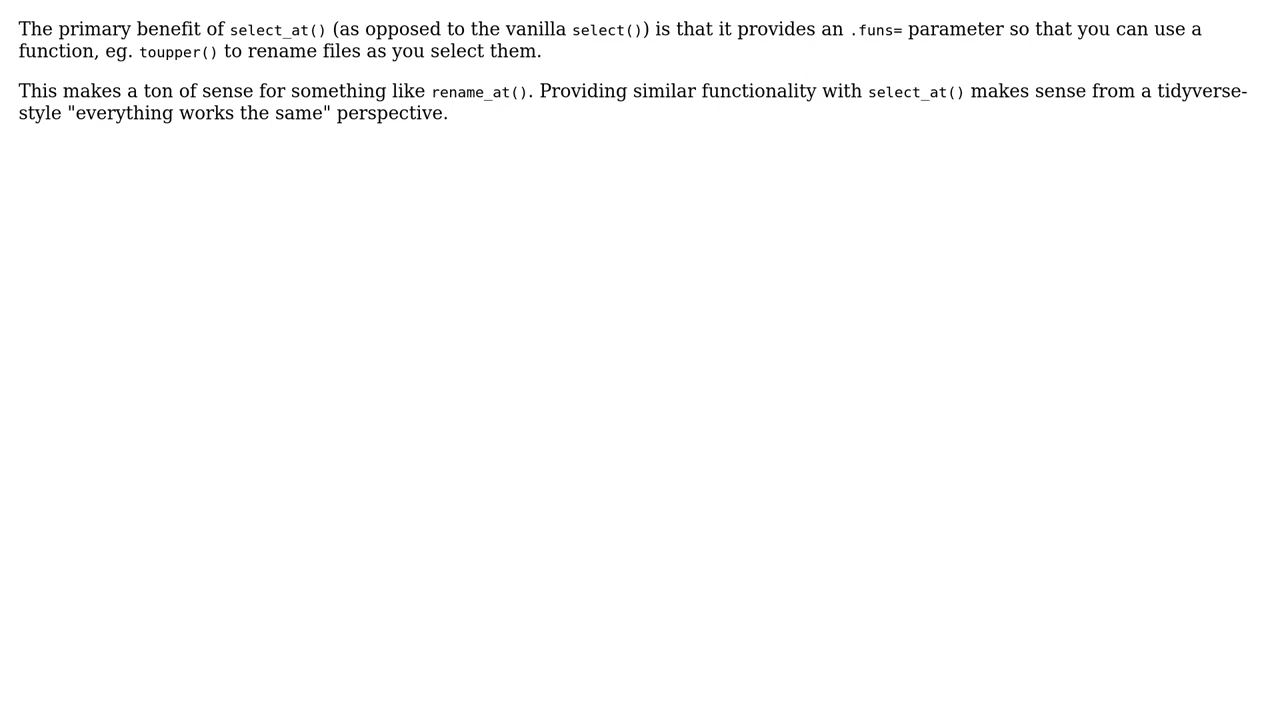 The primary benefit of select_at() (as opposed to the vanilla select()) is that it provides an .funs= parameter so that you can use a
function, eg. toupper() to rename files as you select them.
This makes a ton of sense for something like rename_at(). Providing similar functionality with select_at() makes sense from a tidyverse-
style "everything works the same" perspective.